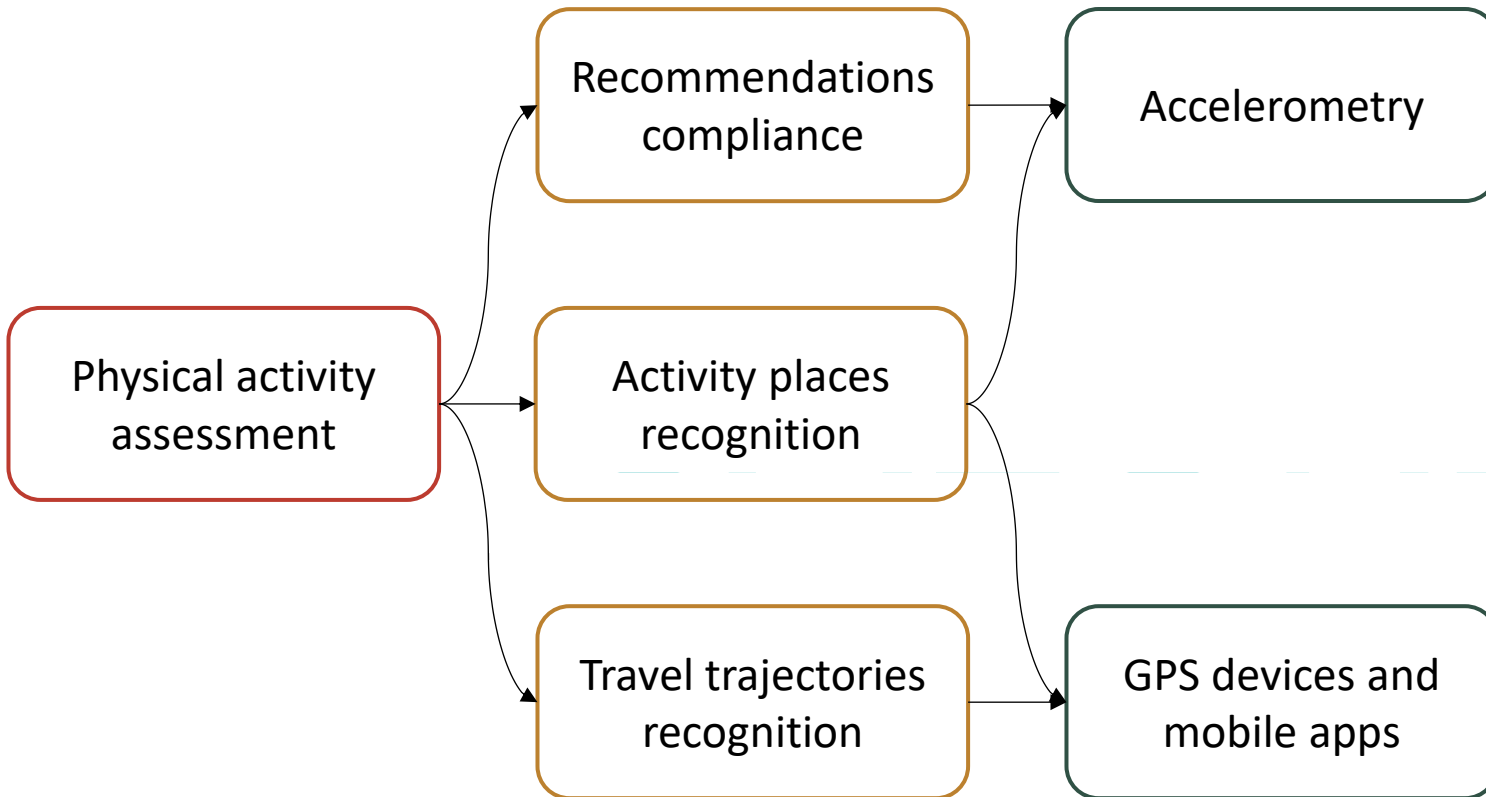 Recommendations
compliance
Accelerometry
Physical activity
assessment
Activity places
recognition
Travel trajectories
recognition
GPS devices and
mobile apps